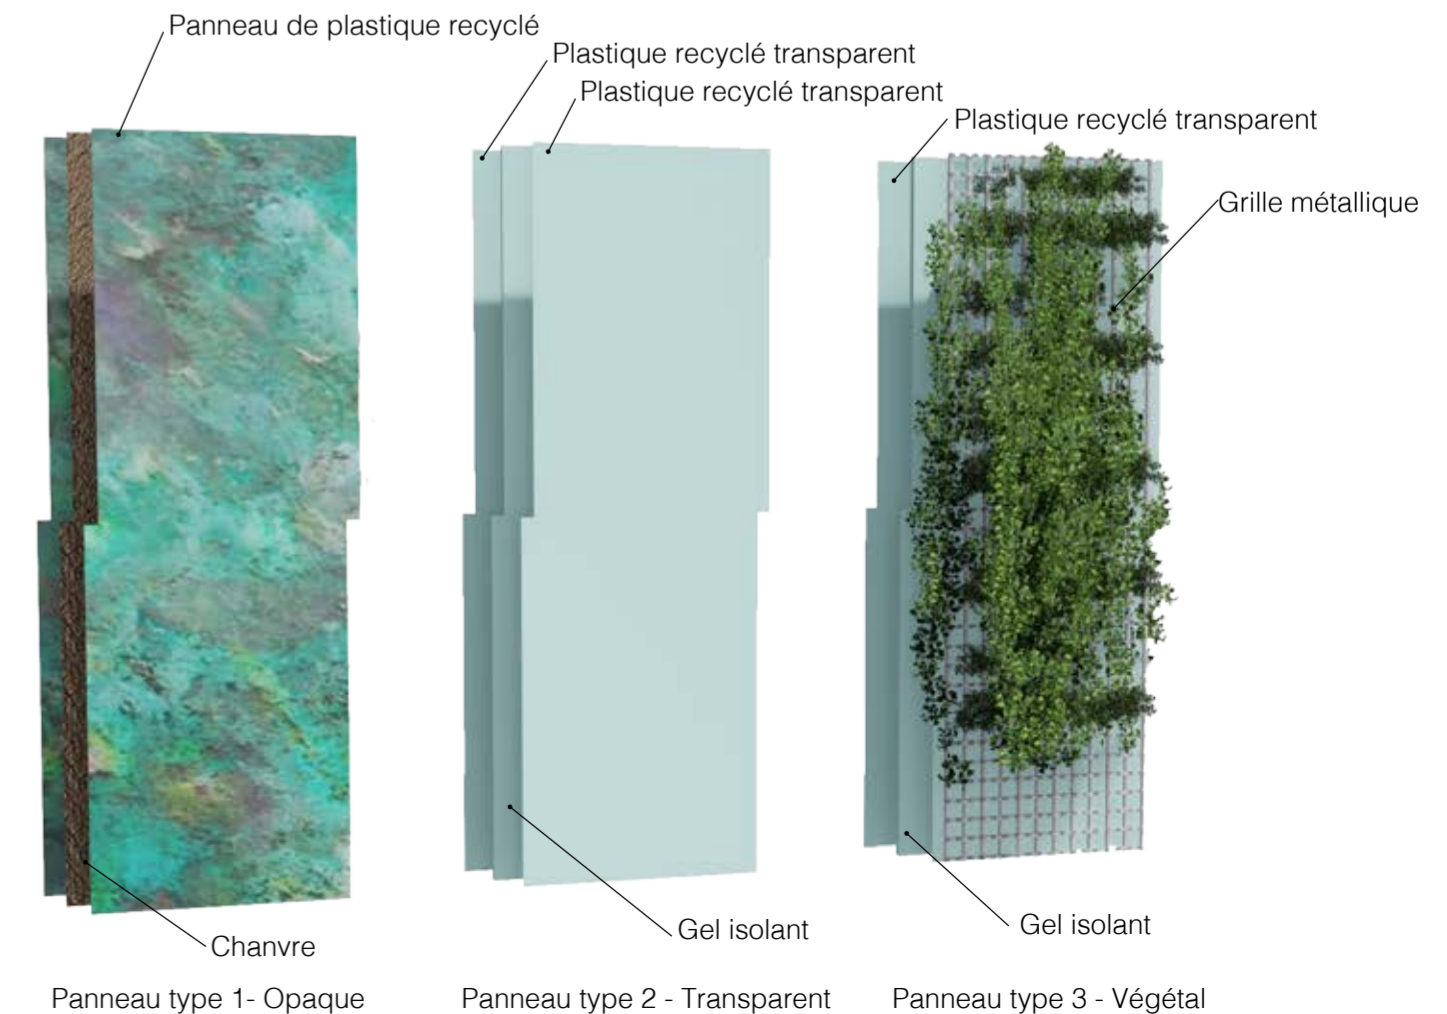 Panneau de plastique recyclé
Plastique recyclé transparent
Plastique recyclé transparent
Plastique recyclé transparent
Grille métallique
Chanvre
Gel isolant
Gel isolant
Panneau type 1- Opaque
Panneau type 2 - Transparent
Panneau type 3 - Végétal